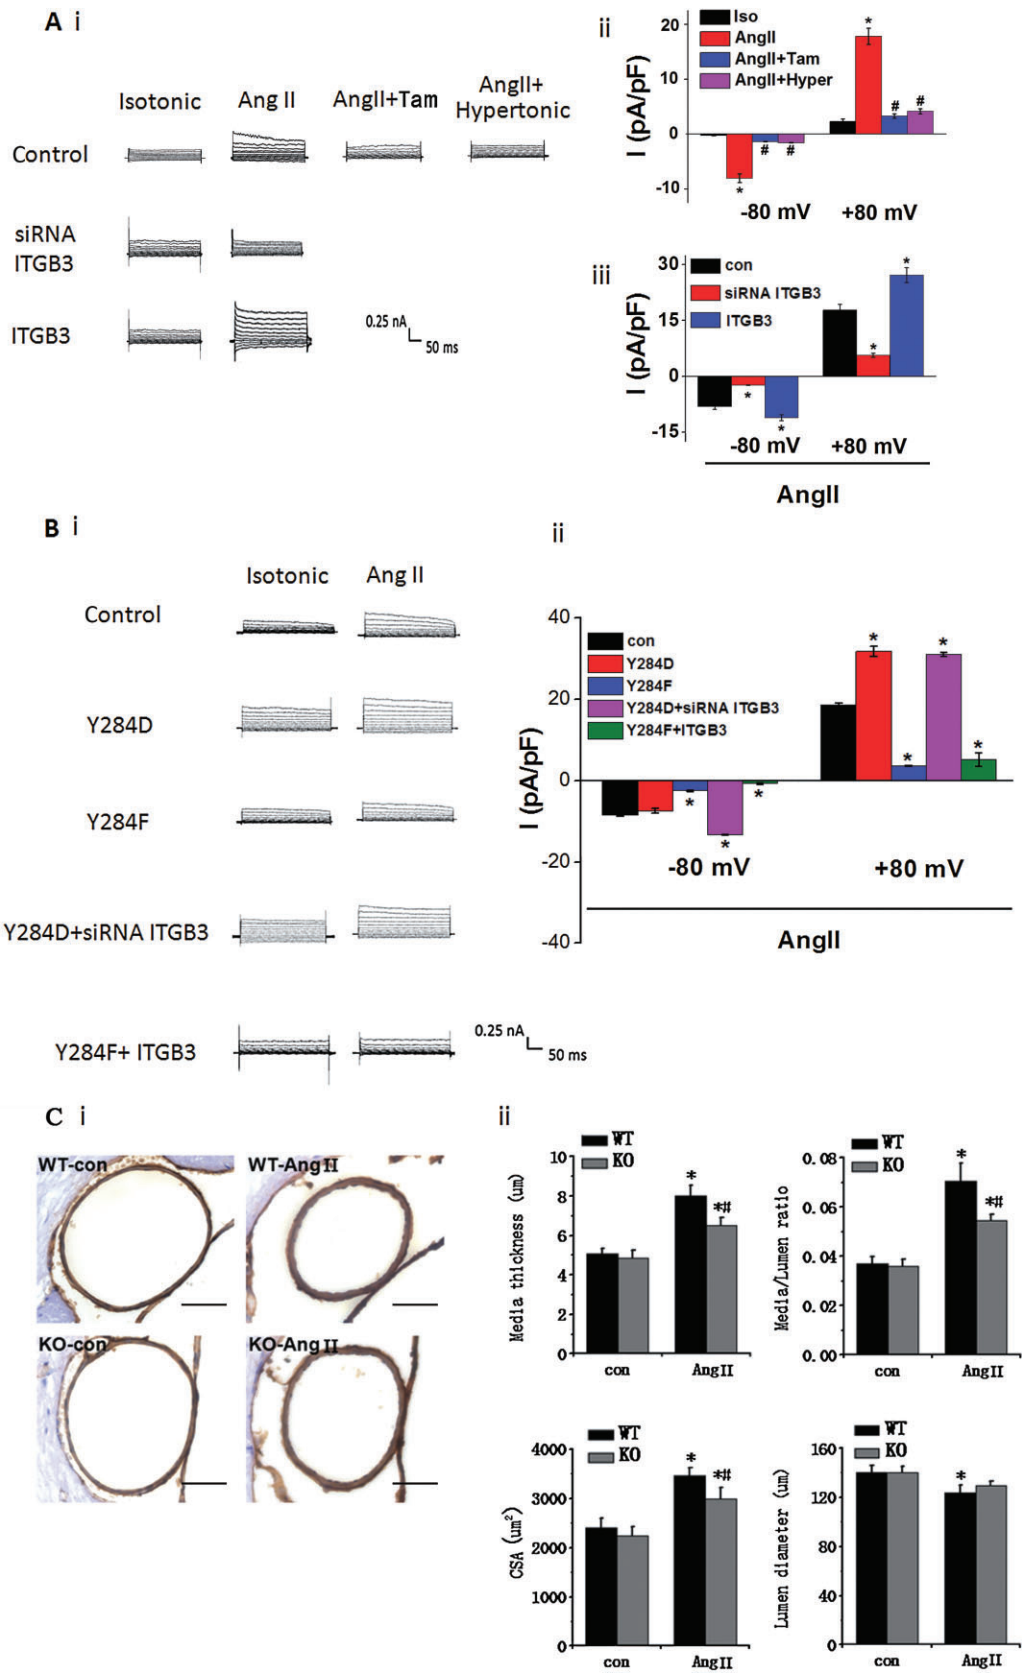 A i
Isotonic
Ang II
AngII+Tam
AngII+
Hypertonic
Control
siRNA
ITGB3
ITGB3
0.25 nA
50 ms
ii
Iso
AngII
AngII+Tam
AngII+Hyper
I (pA/pF)
20
10
0
-10
*
*
#
#
#
#
-80 mV
+80 mV
iii
con
siRNA ITGB3
ITGB3
I (pA/pF)
30
15
0
-15
*
*
*
*
-80 mV
+80 mV
AngII
B i
Isotonic
Ang II
Control
Y284D
Y284F
Y284D+siRNA ITGB3
Y284F+ ITGB3
0.25 nA
50 ms
ii
con
Y284D
Y284F
Y284D+siRNA ITGB3
Y284F+ITGB3
I (pA/pF)
40
20
0
-20
-40
*
*
*
*
*
*
*
-80 mV
+80 mV
AngII
C i
WT-con
WT-Ang II
KO-con
KO-Ang II
ii
WT
KO
Media thickness (um)
10
8
6
4
2
0
*
*#
con
AngII
WT
KO
Media/Lumen ratio
0.08
0.06
0.04
0.02
0.00
*
*#
con
AngII
WT
KO
CSA (um²)
4000
3000
2000
1000
0
*
*#
con
AngII
WT
KO
Lumen diameter (um)
160
120
80
40
0
*
con
AngII